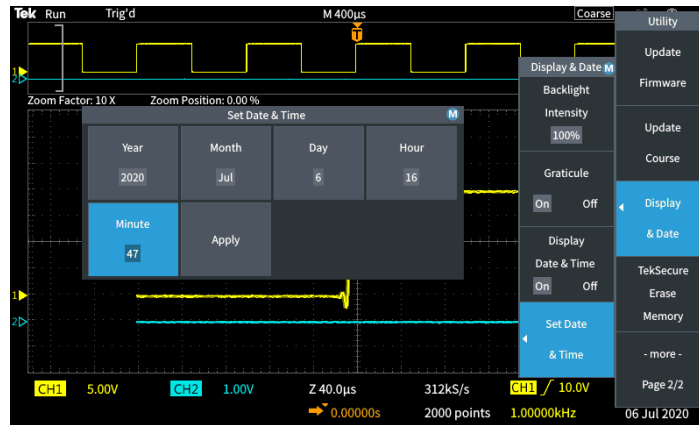 Tek Run Trig'd M 400µs Coarse
Utility
Update
Firmware
Update
Course
Display
& Date
TekSecure
Erase
Memory
- more -
Page 2/2
Display & Date M
Backlight
Intensity
100%
Graticule
On Off
Display
Date & Time
On Off
Set Date
& Time
T
1
2
Zoom Factor: 10 X Zoom Position: 0.00 %
Set Date & Time M
Year Month Day Hour
2020 Jul 6 16
Minute
47
Apply
1
2
CH1 5.00V CH2 1.00V Z 40.0µs 312kS/s CH1 10.0V
0.00000s 2000 points 1.00000kHz 06 Jul 2020